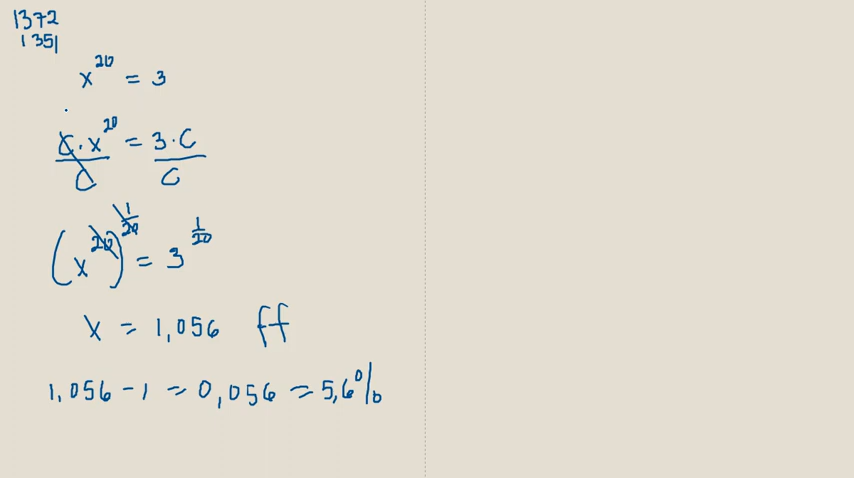 1372
1351
x^20 = 3
C · x^20 / C = 3 · C / C
(x^20)^1/20 = 3^1/20
x = 1,056 ff
1,056 - 1 = 0,056 = 5,6%